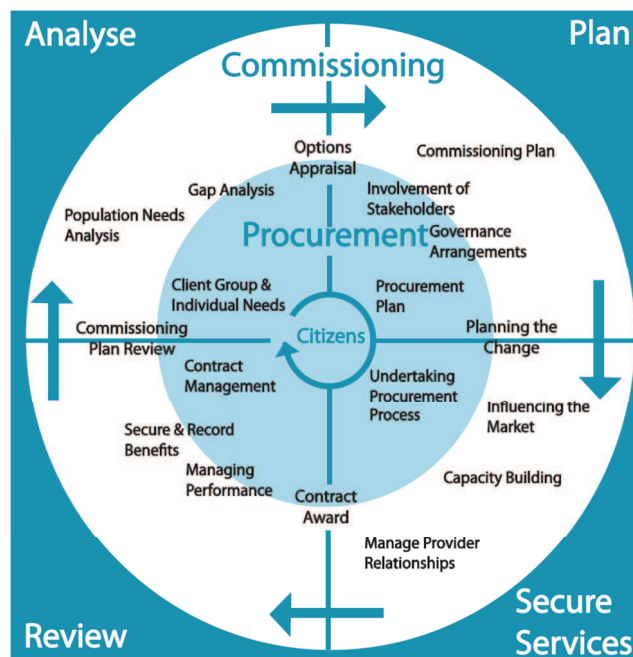 Analyse
Plan
Commissioning
Options
Appraisal
Commissioning Plan
Gap Analysis
Involvement of
Stakeholders
Population Needs
Analysis
Governance
Arrangements
Procurement
Client Group &
Individual Needs
Procurement
Plan
Commissioning
Plan Review
Citizens
Planning the
Change
Contract
Management
Undertaking
Procurement
Process
Influencing the
Market
Secure & Record
Benefits
Managing
Performance
Capacity Building
Contract
Award
Manage Provider
Relationships
Review
Secure
Services